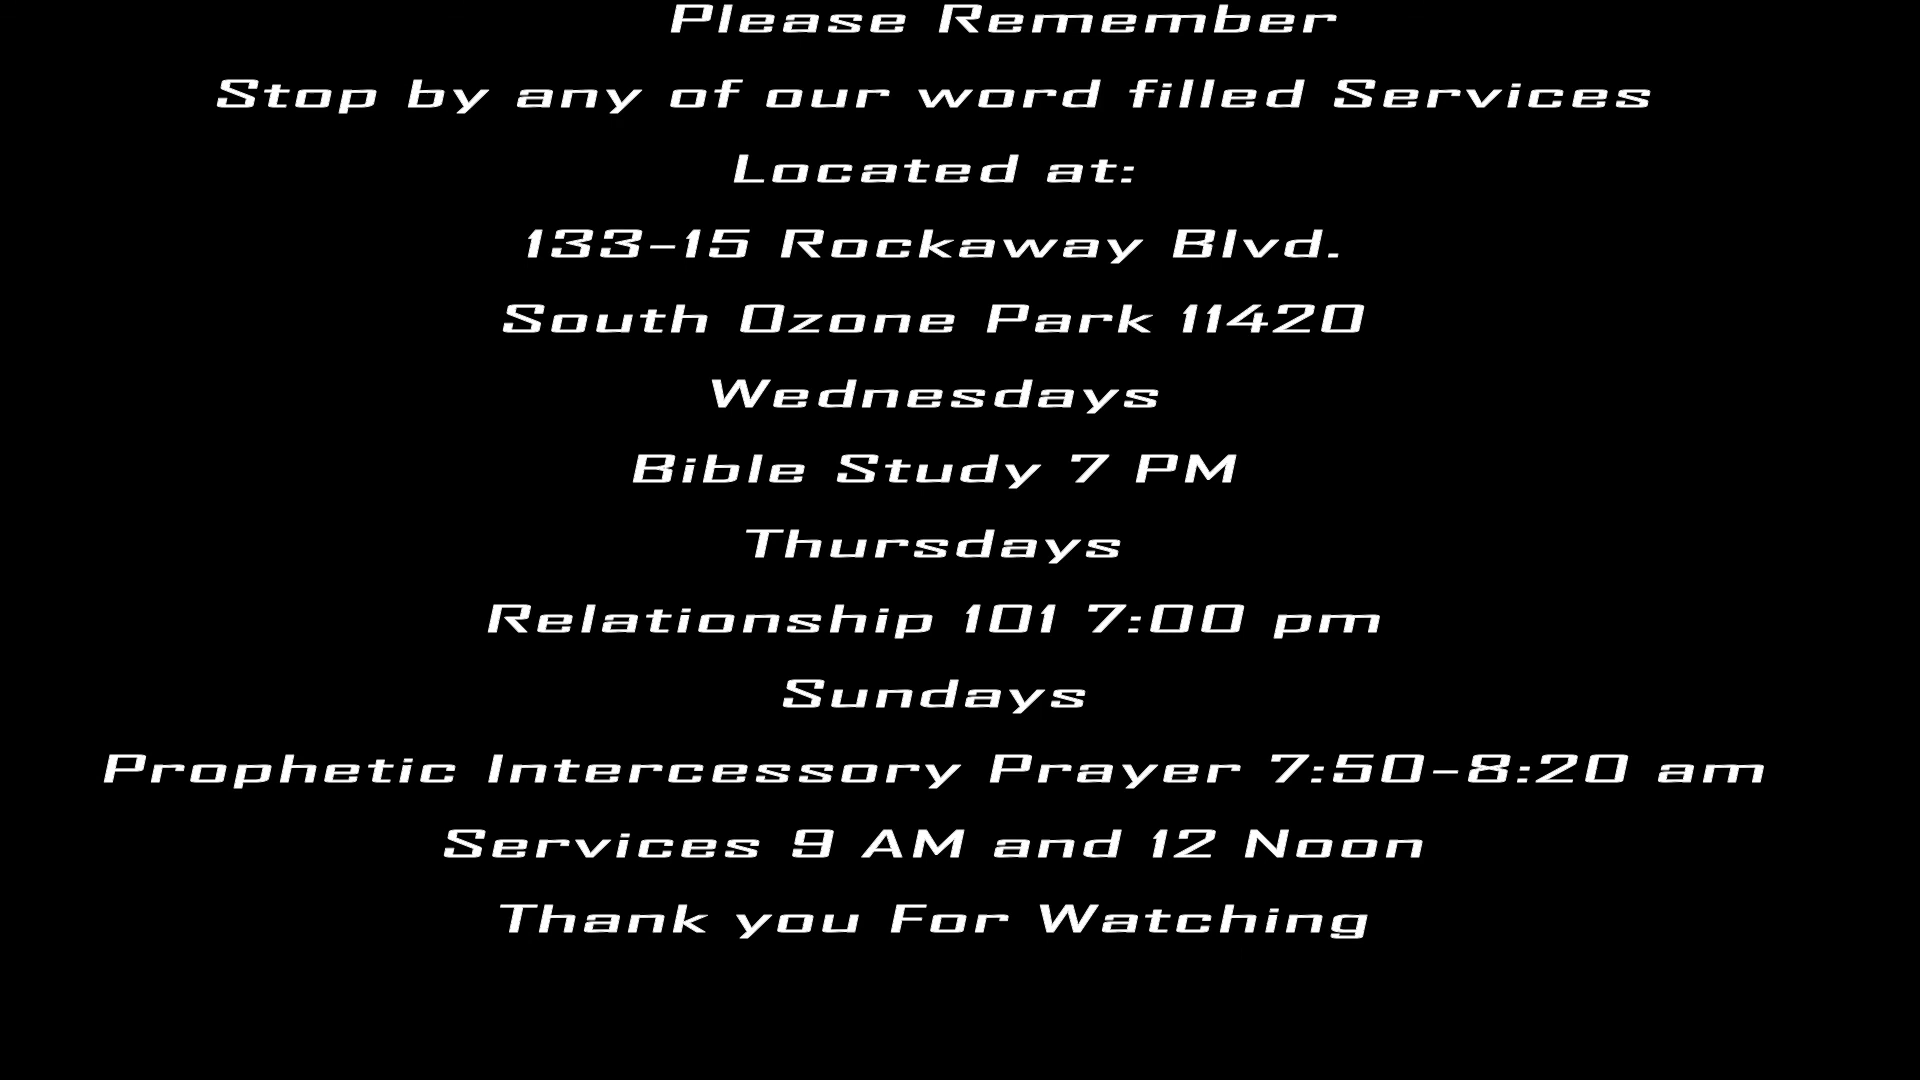 Please Remember
Stop by any of our word filled Services
Located at:
133-15 Rockaway Blvd.
South Ozone Park 11420
Wednesdays
Bible Study 7 PM
Thursdays
Relationship 101 7:00 pm
Sundays
Prophetic Intercessory Prayer 7:50-8:20 am
Services 9 AM and 12 Noon
Thank you For Watching